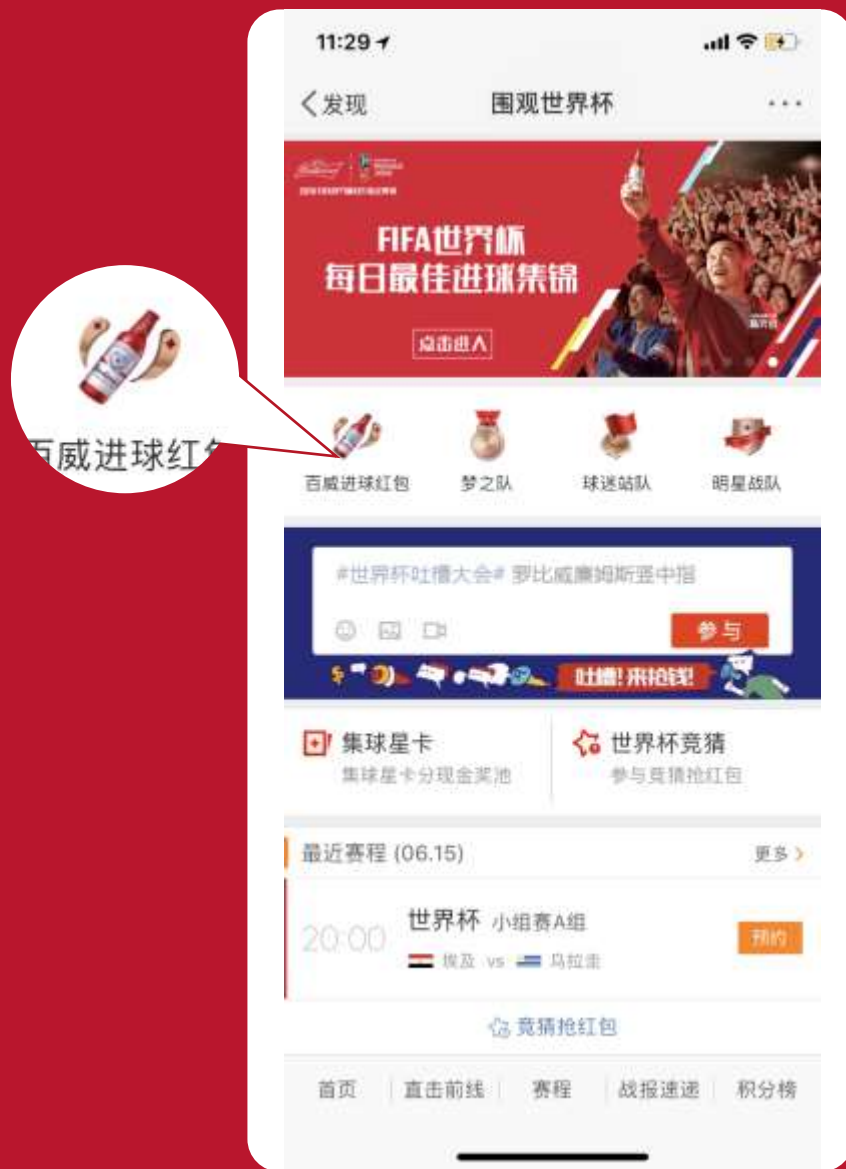 11:29
发现
围观世界杯
Budweiser
FIFA世界杯
每日最佳进球集锦
点击进入
百威进球红包
百威进球红包
梦之队
球迷站队
明星战队
#世界杯吐槽大会# 罗比威廉姆斯竖中指
参与
吐槽!来抢钱!
集球星卡
集球星卡分现金奖池
世界杯竞猜
参与竞猜抢红包
最近赛程 (06.15)
更多
20:00
世界杯 小组赛A组
预约
埃及 vs 乌拉圭
竞猜抢红包
首页
直击前线
赛程
战报速递
积分榜